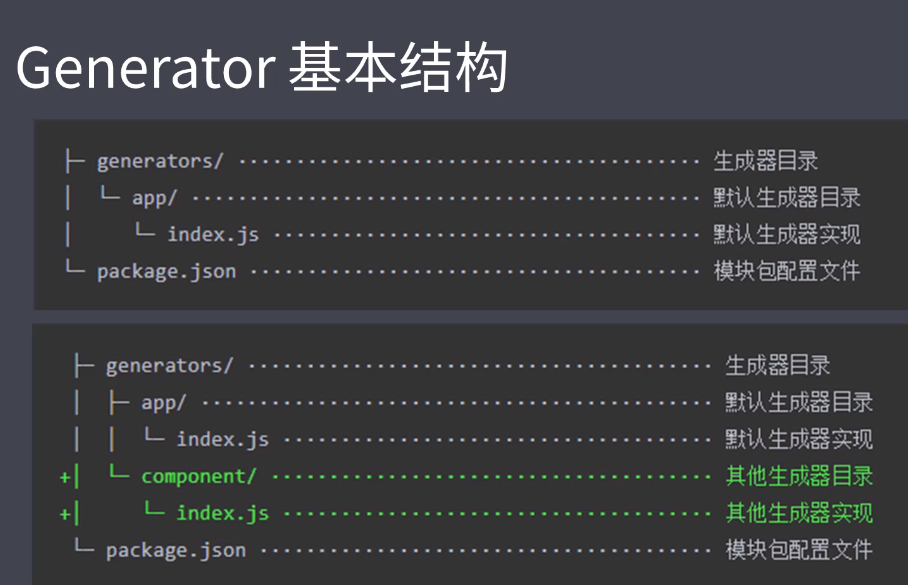 Generator 基本结构
├─ generators/ ········································ 生成器目录
│  └─ app/ ············································ 默认生成器目录
│     └─ index.js ····································· 默认生成器实现
└─ package.json ······································· 模块包配置文件
├─ generators/ ········································ 生成器目录
│  ├─ app/ ············································ 默认生成器目录
│  │  └─ index.js ····································· 默认生成器实现
+│  └─ component/ ······································ 其他生成器目录
+│     └─ index.js ····································· 其他生成器实现
└─ package.json ······································· 模块包配置文件